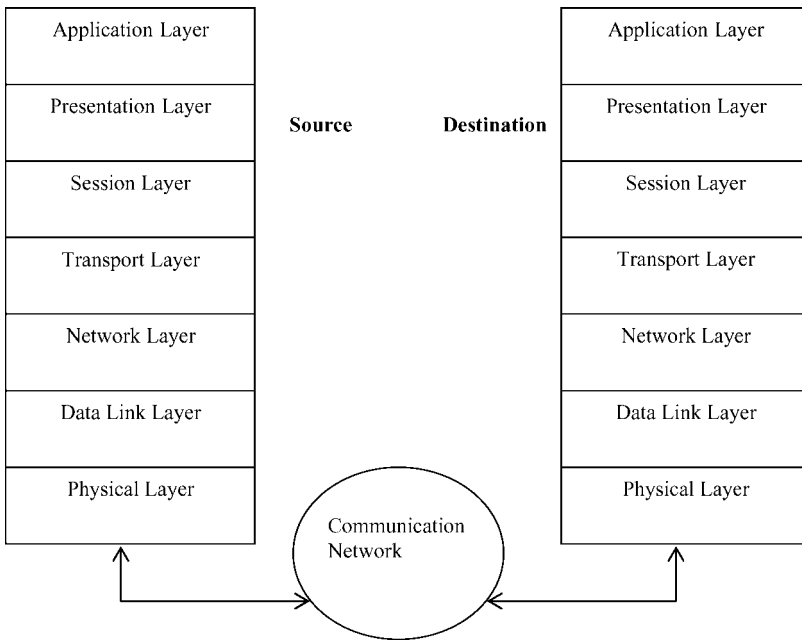 Application Layer
Presentation Layer
Session Layer
Transport Layer
Network Layer
Data Link Layer
Physical Layer
Source
Destination
Communication
Network
Application Layer
Presentation Layer
Session Layer
Transport Layer
Network Layer
Data Link Layer
Physical Layer